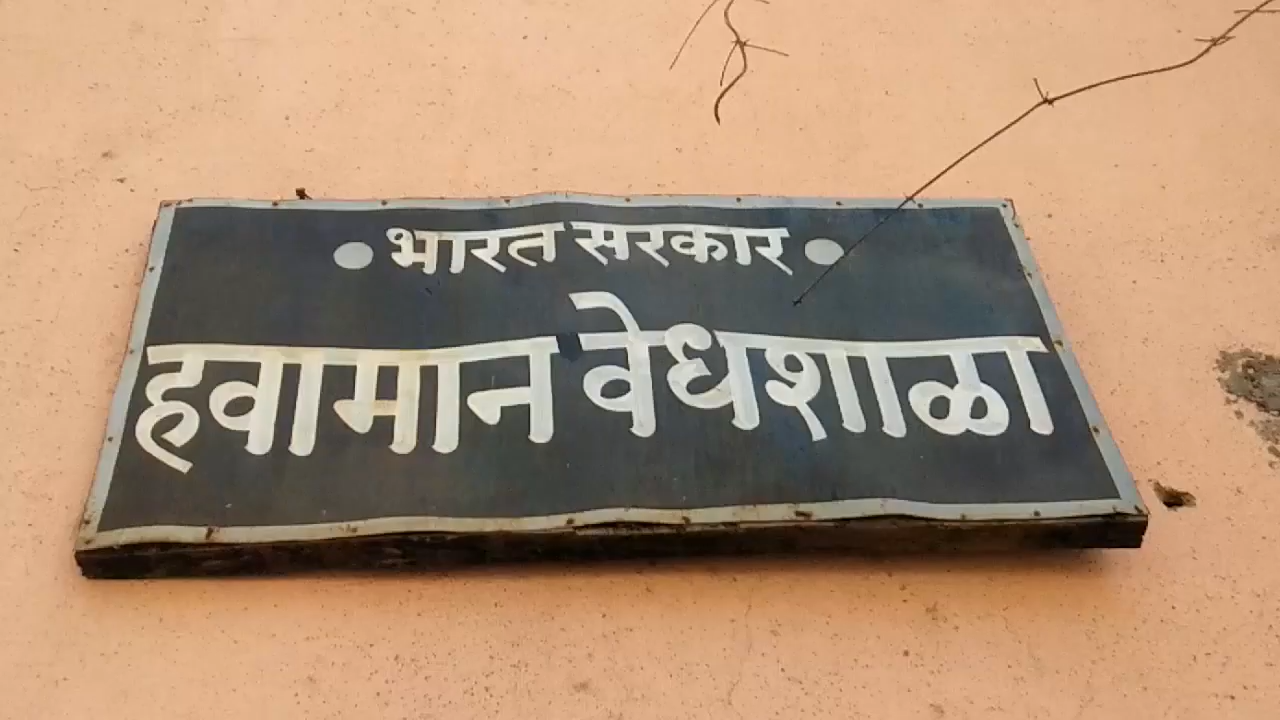 • भारत सरकार •
हवामान वेधशाळा